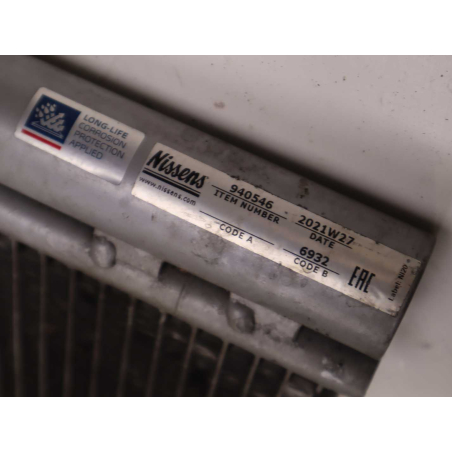 LONG-LIFE
CORROSION
PROTECTION
APPLIED
Nissens
www.nissens.com
940546 - 2021W27
ITEM NUMBER DATE
6932
CODE A CODE B
EAC